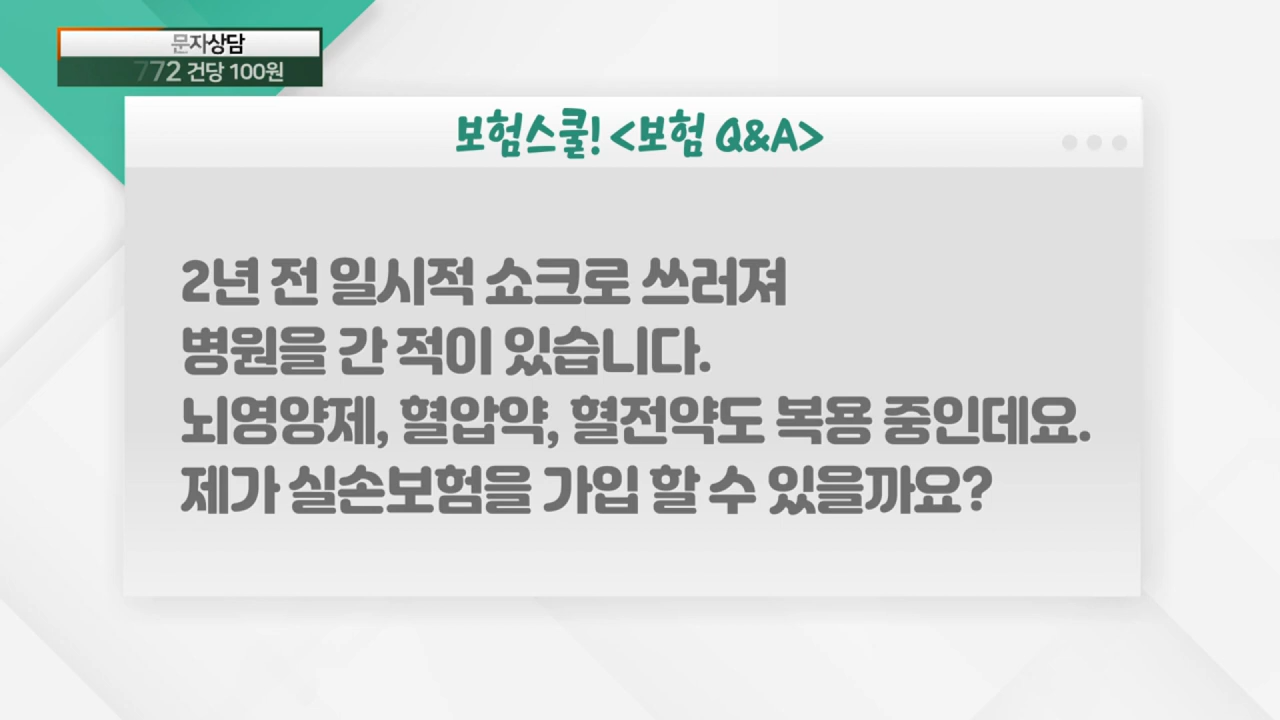 문자상담
772 건당 100원
보험스쿨! <보험 Q&A>
2년 전 일시적 쇼크로 쓰러져
병원을 간 적이 있습니다.
뇌영양제, 혈압약, 혈전약도 복용 중인데요.
제가 실손보험을 가입 할 수 있을까요?